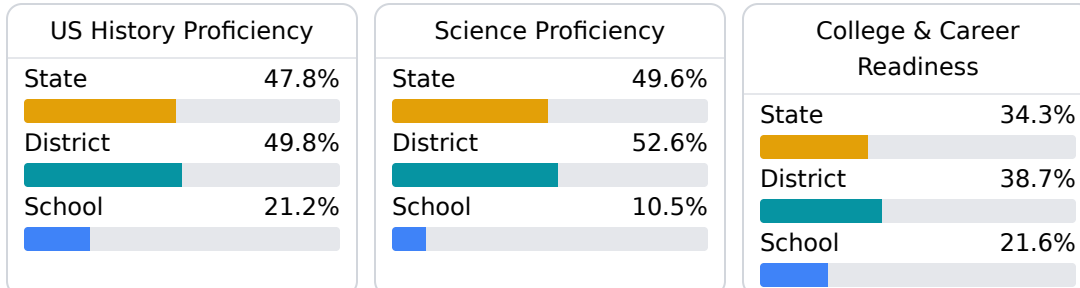 US History Proficiency
State 47.8%
District 49.8%
School 21.2%
Science Proficiency
State 49.6%
District 52.6%
School 10.5%
College & Career
Readiness
State 34.3%
District 38.7%
School 21.6%